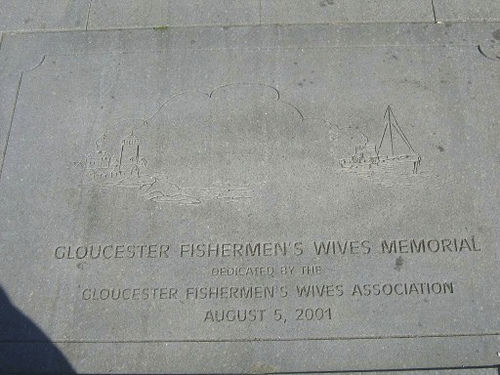 GLOUCESTER FISHERMEN'S WIVES MEMORIAL
DEDICATED BY THE
GLOUCESTER FISHERMEN'S WIVES ASSOCIATION
AUGUST 5, 2001